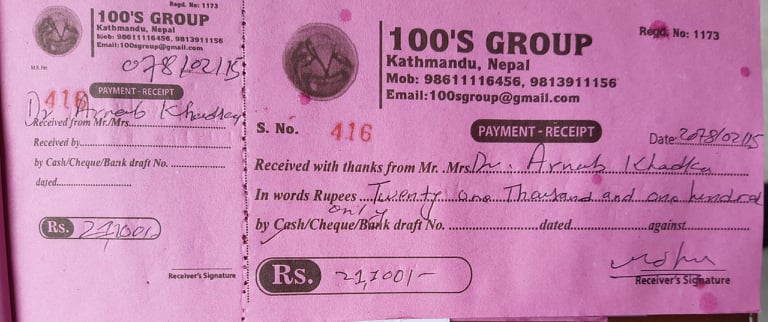 Regd. No: 1173
100'S GROUP
Kathmandu, Nepal
Mob: 98611116456, 9813911156
Email:100sgroup@gmail.com
078/02/15
PAYMENT - RECEIPT
416
Dr Arnab Khadka
Received from Mr./Mrs.
Received by
by Cash/Cheque/Bank draft No.
dated
Rs. 21,100/-
Receiver's Signature
Regd. No: 1173
100'S GROUP
Kathmandu, Nepal
Mob: 98611116456, 9813911156
Email:100sgroup@gmail.com
S. No. 416
PAYMENT - RECEIPT
Date 2078/02/15
Received with thanks from Mr. .Mrs. Dr. Arnab Khadka
In words Rupees Twenty one Thousand and one hundred
only
by Cash/Cheque/Bank draft No. dated against
Rs. 21,100/-
Receiver's Signature